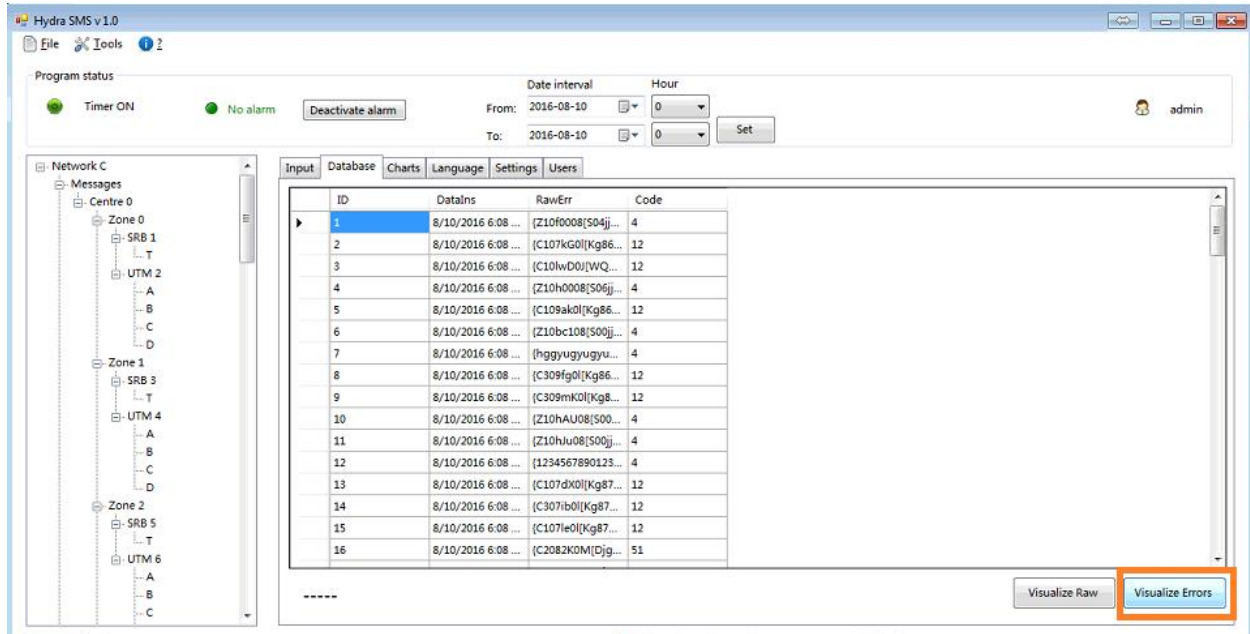 Hydra SMS v 1.0
File Tools ?
Program status
Date interval Hour
Timer ON No alarm Deactivate alarm From: 2016-08-10 0 admin
To: 2016-08-10 0 Set
Network C
Messages
Centre 0
Zone 0
SRB 1
T
UTM 2
A
B
C
D
Zone 1
SRB 3
T
UTM 4
A
B
C
D
Zone 2
SRB 5
T
UTM 6
A
B
C
Input Database Charts Language Settings Users
ID DataIns RawErr Code
1 8/10/2016 6:08 ... {Z10f0008[S04jj... 4
2 8/10/2016 6:08 ... {C107kG0l[Kg86... 12
3 8/10/2016 6:08 ... {C10lwD0J[WQ... 12
4 8/10/2016 6:08 ... {Z10h0008[S06jj... 4
5 8/10/2016 6:08 ... {C109ak0l[Kg86... 12
6 8/10/2016 6:08 ... {Z10bc108[S00jj... 4
7 8/10/2016 6:08 ... {hggyugyugyu... 4
8 8/10/2016 6:08 ... {C309fg0l[Kg86... 12
9 8/10/2016 6:08 ... {C309mK0l[Kg8... 12
10 8/10/2016 6:08 ... {Z10hAU08[S00... 4
11 8/10/2016 6:08 ... {Z10hJu08[S00jj... 4
12 8/10/2016 6:08 ... {1234567890123... 4
13 8/10/2016 6:08 ... {C107dX0l[Kg87... 12
14 8/10/2016 6:08 ... {C307ib0l[Kg87... 12
15 8/10/2016 6:08 ... {C107le0l[Kg87... 12
16 8/10/2016 6:08 ... {C2082K0M[Djg... 51
-----
Visualize Raw Visualize Errors